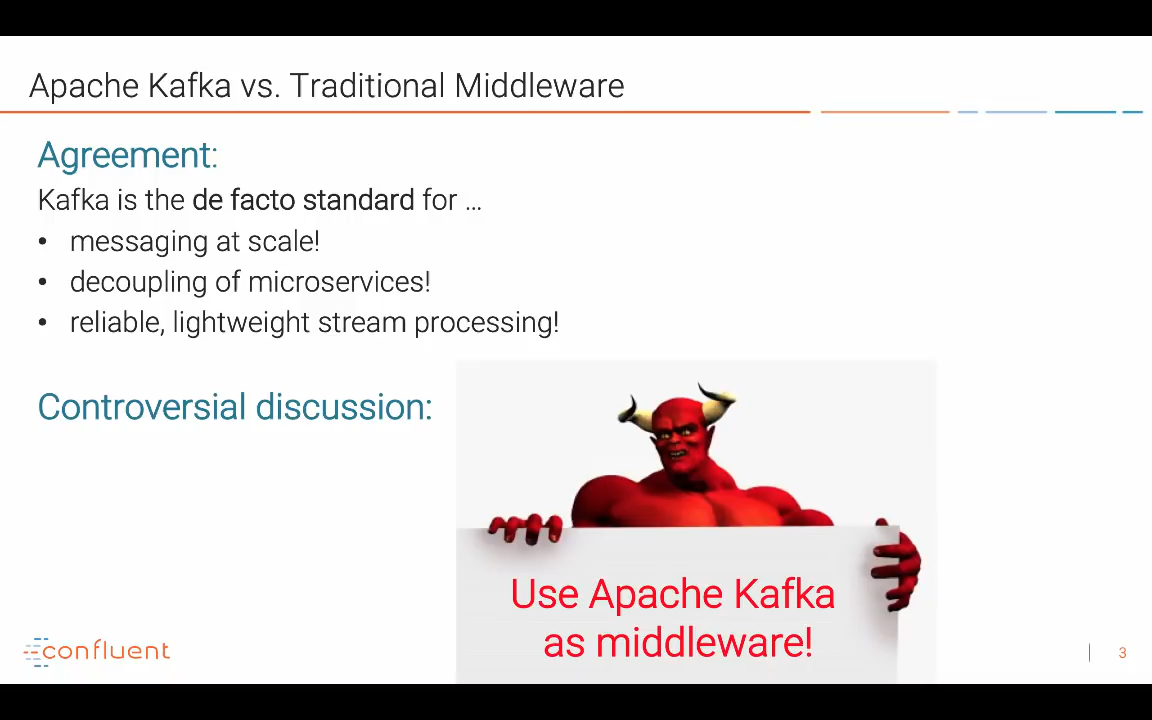 Apache Kafka vs. Traditional Middleware
Agreement:
Kafka is the de facto standard for …
• messaging at scale!
• decoupling of microservices!
• reliable, lightweight stream processing!
Controversial discussion:
Use Apache Kafka
as middleware!
confluent
3